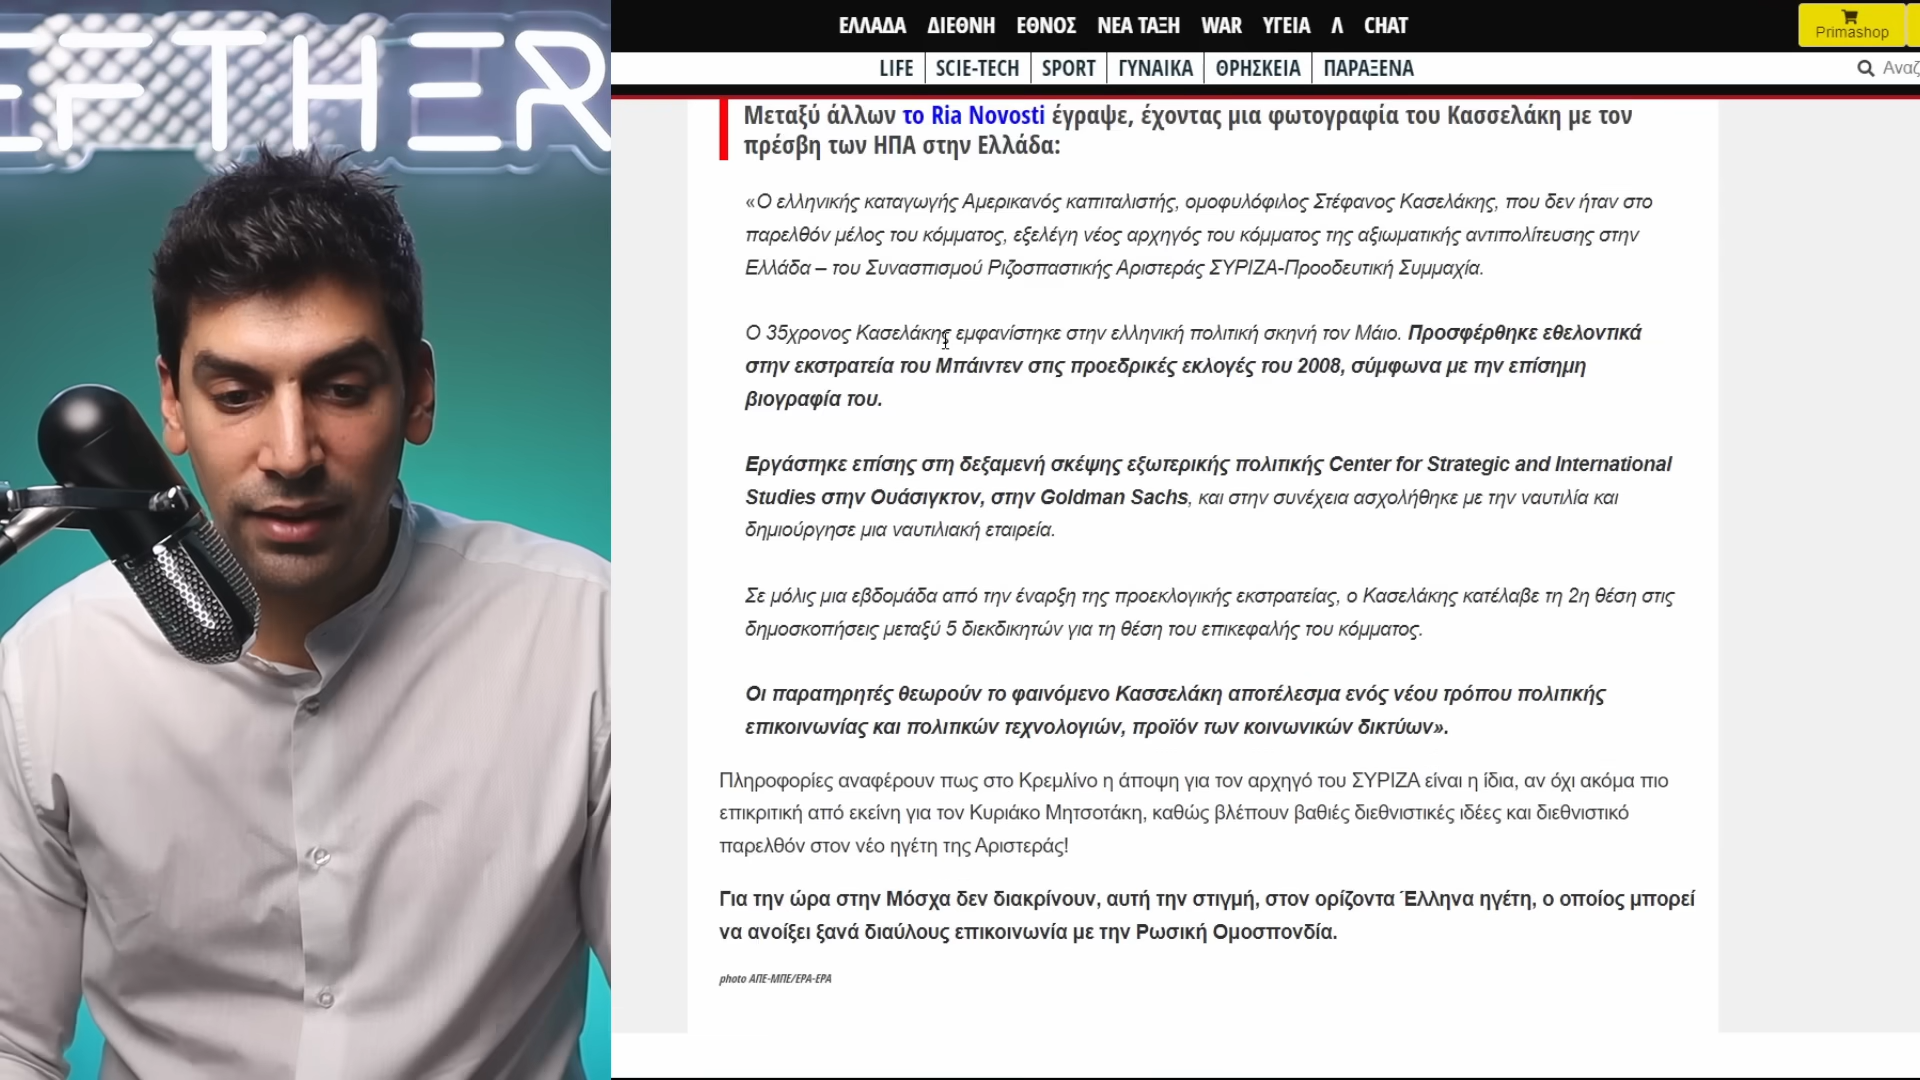 EFTHER
ΕΛΛΑΔΑ ΔΙΕΘΝΗ ΕΘΝΟΣ ΝΕΑ ΤΑΞΗ WAR ΥΓΕΙΑ Λ CHAT
Primashop
LIFE SCIE-TECH SPORT ΓΥΝΑΙΚΑ ΘΡΗΣΚΕΙΑ ΠΑΡΑΞΕΝΑ
Αναζ
Μεταξύ άλλων το Ria Novosti έγραψε, έχοντας μια φωτογραφία του Κασσελάκη με τον
πρέσβη των ΗΠΑ στην Ελλάδα:
«Ο ελληνικής καταγωγής Αμερικανός καπιταλιστής, ομοφυλόφιλος Στέφανος Κασελάκης, που δεν ήταν στο
παρελθόν μέλος του κόμματος, εξελέγη νέος αρχηγός του κόμματος της αξιωματικής αντιπολίτευσης στην
Ελλάδα – του Συνασπισμού Ριζοσπαστικής Αριστεράς ΣΥΡΙΖΑ-Προοδευτική Συμμαχία.
Ο 35χρονος Κασελάκης εμφανίστηκε στην ελληνική πολιτική σκηνή τον Μάιο. Προσφέρθηκε εθελοντικά
στην εκστρατεία του Μπάιντεν στις προεδρικές εκλογές του 2008, σύμφωνα με την επίσημη
βιογραφία του.
Εργάστηκε επίσης στη δεξαμενή σκέψης εξωτερικής πολιτικής Center for Strategic and International
Studies στην Ουάσιγκτον, στην Goldman Sachs, και στην συνέχεια ασχολήθηκε με την ναυτιλία και
δημιούργησε μια ναυτιλιακή εταιρεία.
Σε μόλις μια εβδομάδα από την έναρξη της προεκλογικής εκστρατείας, ο Κασελάκης κατέλαβε τη 2η θέση στις
δημοσκοπήσεις μεταξύ 5 διεκδικητών για τη θέση του επικεφαλής του κόμματος.
Οι παρατηρητές θεωρούν το φαινόμενο Κασσελάκη αποτέλεσμα ενός νέου τρόπου πολιτικής
επικοινωνίας και πολιτικών τεχνολογιών, προϊόν των κοινωνικών δικτύων».
Πληροφορίες αναφέρουν πως στο Κρεμλίνο η άποψη για τον αρχηγό του ΣΥΡΙΖΑ είναι η ίδια, αν όχι ακόμα πιο
επικριτική από εκείνη για τον Κυριάκο Μητσοτάκη, καθώς βλέπουν βαθιές διεθνιστικές ιδέες και διεθνιστικό
παρελθόν στον νέο ηγέτη της Αριστεράς!
Για την ώρα στην Μόσχα δεν διακρίνουν, αυτή την στιγμή, στον ορίζοντα Έλληνα ηγέτη, ο οποίος μπορεί
να ανοίξει ξανά διαύλους επικοινωνία με την Ρωσική Ομοσπονδία.
photo ΑΠΕ-ΜΠΕ/EPA-EPA